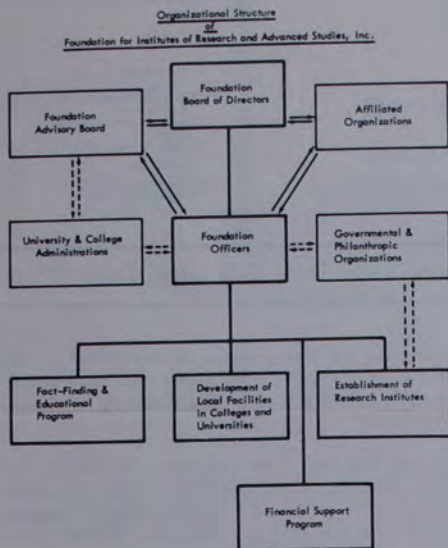 Organizational Structure
of
Foundation for Institutes of Research and Advanced Studies, Inc.
Foundation
Board of Directors
Foundation
Advisory Board
Affiliated
Organizations
University & College
Administrations
Foundation
Officers
Governmental &
Philanthropic
Organizations
Fact-Finding &
Educational
Program
Development of
Local Facilities
in Colleges and
Universities
Establishment of
Research Institutes
Financial Support
Program